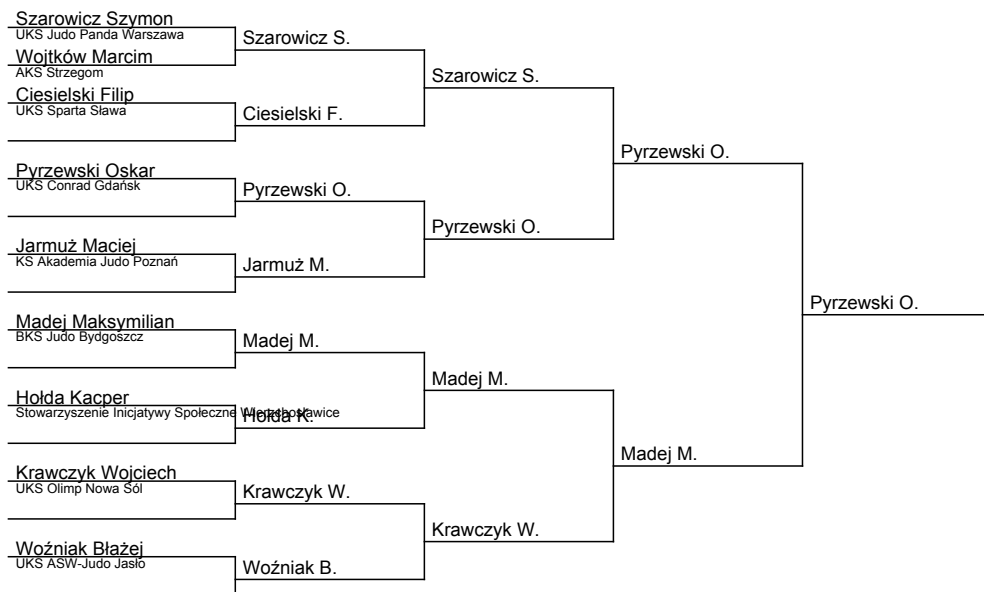 Szarowicz Szymon
UKS Judo Panda Warszawa
Wojtków Marcim
AKS Strzegom
Ciesielski Filip
UKS Sparta Sława
Pyrzewski Oskar
UKS Conrad Gdańsk
Jarmuż Maciej
KS Akademia Judo Poznań
Madej Maksymilian
BKS Judo Bydgoszcz
Hołda Kacper
Stowarzyszenie Inicjatywy Społeczne Wierzchosławice
Krawczyk Wojciech
UKS Olimp Nowa Sól
Woźniak Błażej
UKS ASW-Judo Jasło
Szarowicz S.
Ciesielski F.
Pyrzewski O.
Jarmuż M.
Madej M.
Hołda K.
Krawczyk W.
Woźniak B.
Szarowicz S.
Pyrzewski O.
Madej M.
Krawczyk W.
Pyrzewski O.
Madej M.
Pyrzewski O.